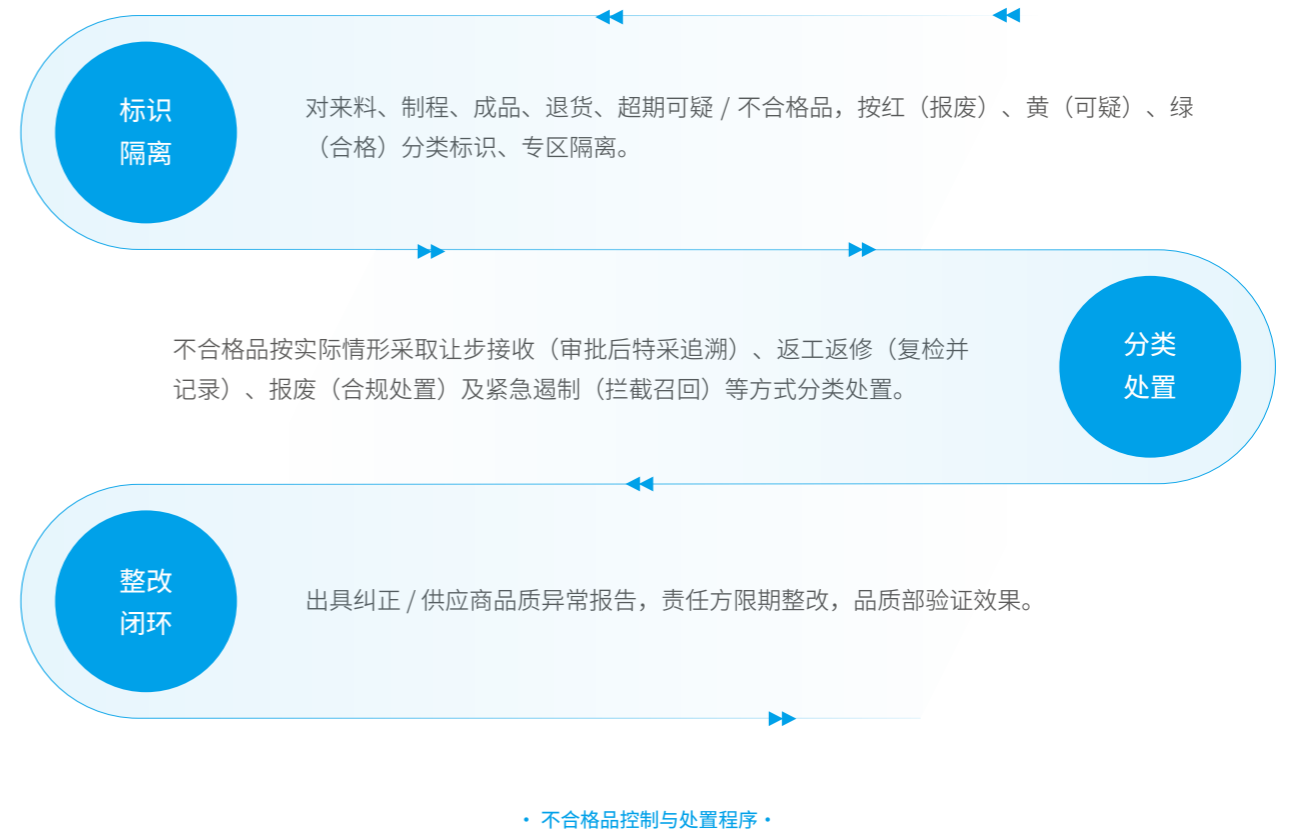 标识
隔离
对来料、制程、成品、退货、超期可疑 / 不合格品，按红（报废）、黄（可疑）、绿
（合格）分类标识、专区隔离。
不合格品按实际情形采取让步接收（审批后特采追溯）、返工返修（复检并
记录）、报废（合规处置）及紧急遏制（拦截召回）等方式分类处置。
分类
处置
整改
闭环
出具纠正 / 供应商品质异常报告，责任方限期整改，品质部验证效果。
· 不合格品控制与处置程序 ·